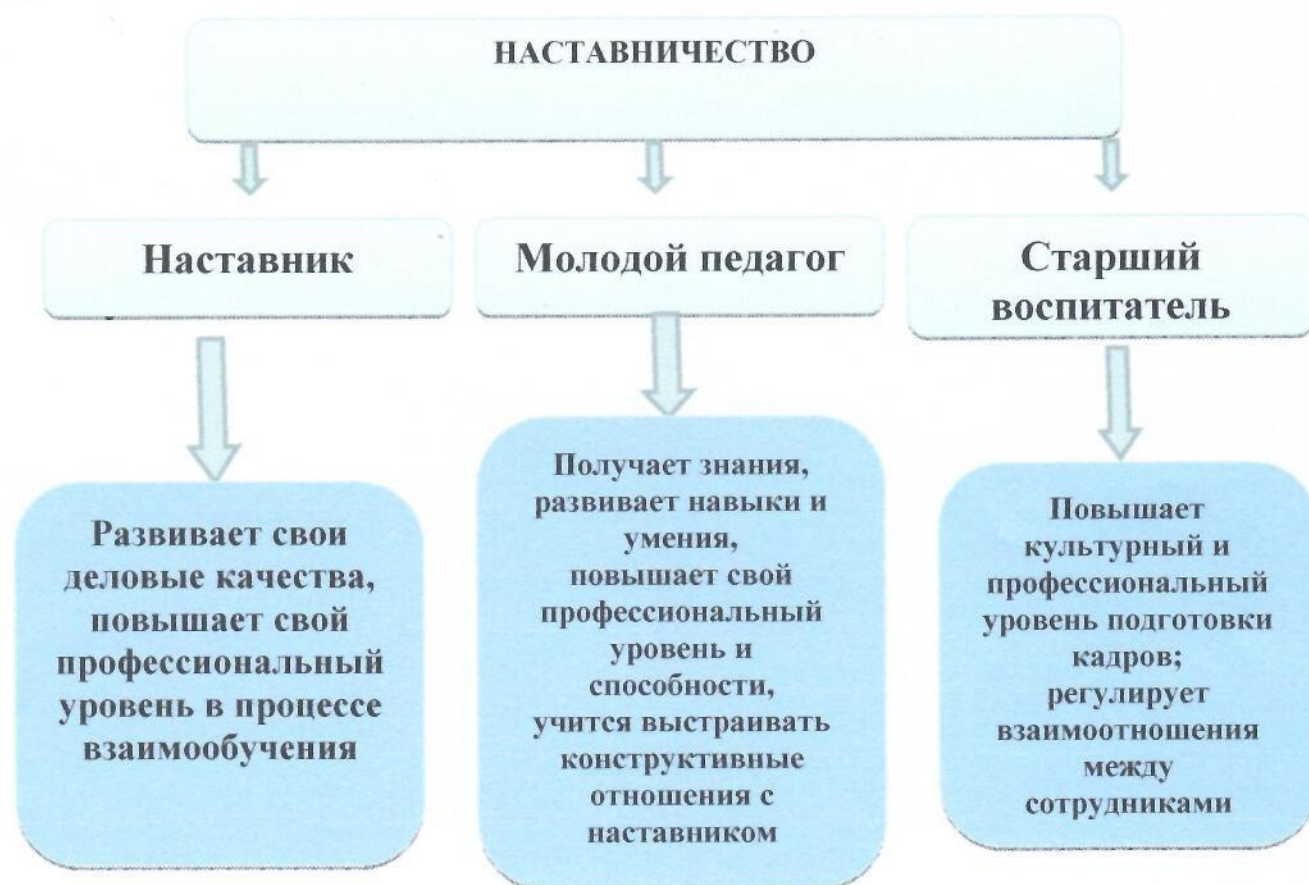 НАСТАВНИЧЕСТВО
Наставник
Молодой педагог
Старший
воспитатель
Развивает свои
деловые качества,
повышает свой
профессиональный
уровень в процессе
взаимообучения
Получает знания,
развивает навыки и
умения,
повышает свой
профессиональный
уровень и
способности,
учится выстраивать
конструктивные
отношения с
наставником
Повышает
культурный и
профессиональный
уровень подготовки
кадров;
регулирует
взаимоотношения
между
сотрудниками